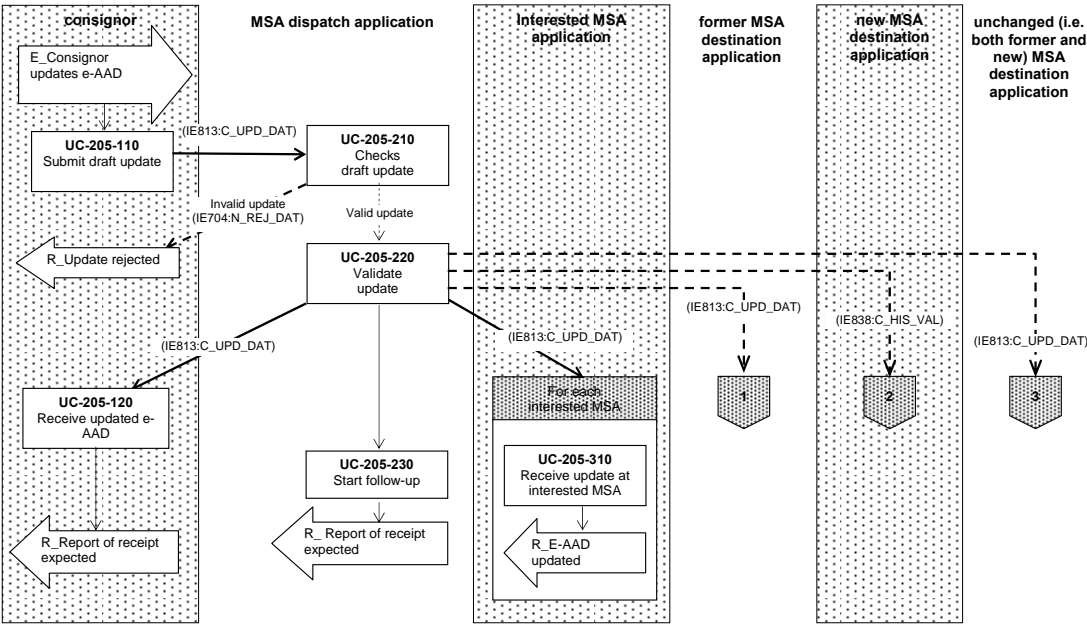 consignor
MSA dispatch application
Interested MSA
application
former MSA
destination
application
new MSA
destination
application
unchanged (i.e.
both former and
new) MSA
destination
application
E_Consignor
updates e-AAD
UC-205-110
Submit draft update
(IE813:C_UPD_DAT)
UC-205-210
Checks
draft update
Invalid update
(IE704:N_REJ_DAT)
Valid update
R_Update rejected
UC-205-220
Validate
update
(IE813:C_UPD_DAT)
(IE813:C_UPD_DAT)
(IE813:C_UPD_DAT)
(IE838:C_HIS_VAL)
(IE813:C_UPD_DAT)
For each
interested MSA
1
2
3
UC-205-120
Receive updated e-
AAD
UC-205-230
Start follow-up
UC-205-310
Receive update at
interested MSA
R_Report of receipt
expected
R_ Report of receipt
expected
R_E-AAD
updated